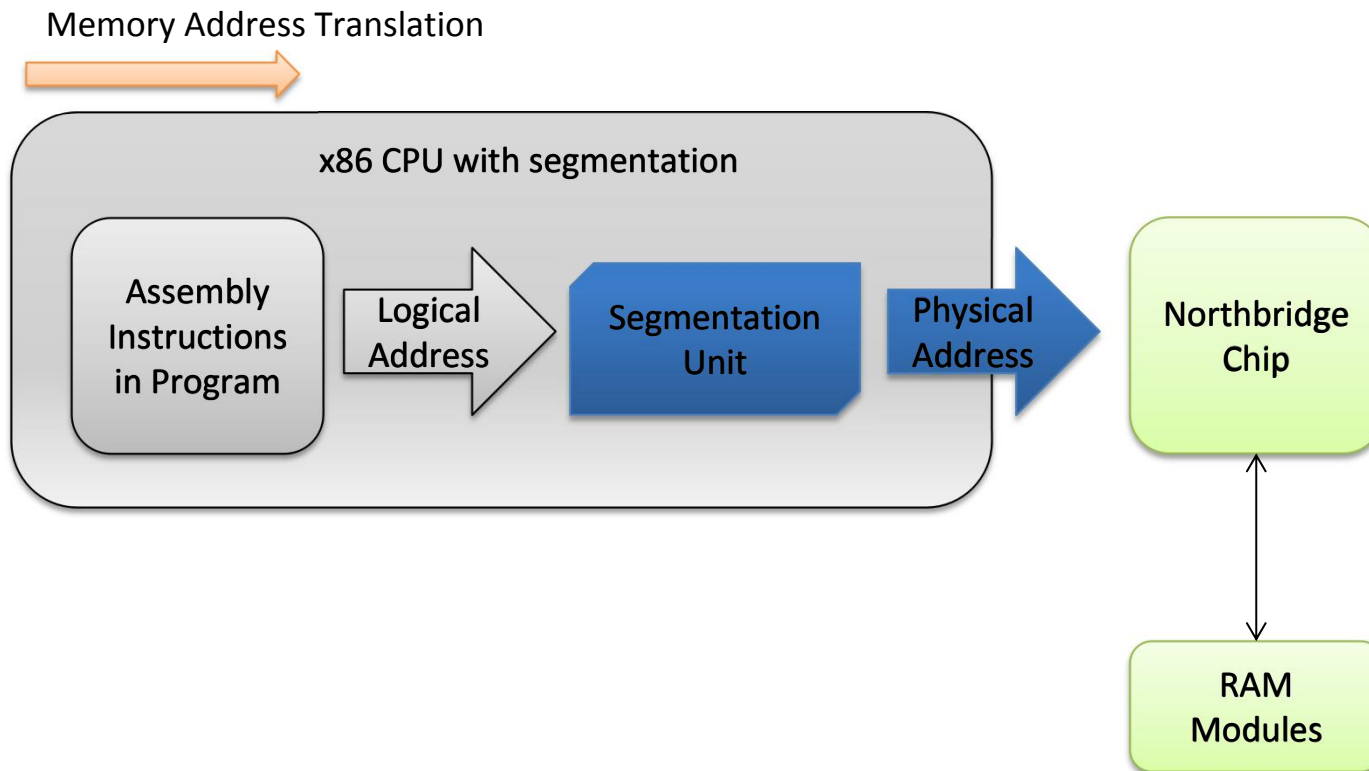 Memory Address Translation
x86 CPU with segmentation
Assembly
Instructions
in Program
Logical
Address
Segmentation
Unit
Physical
Address
Northbridge
Chip
RAM
Modules